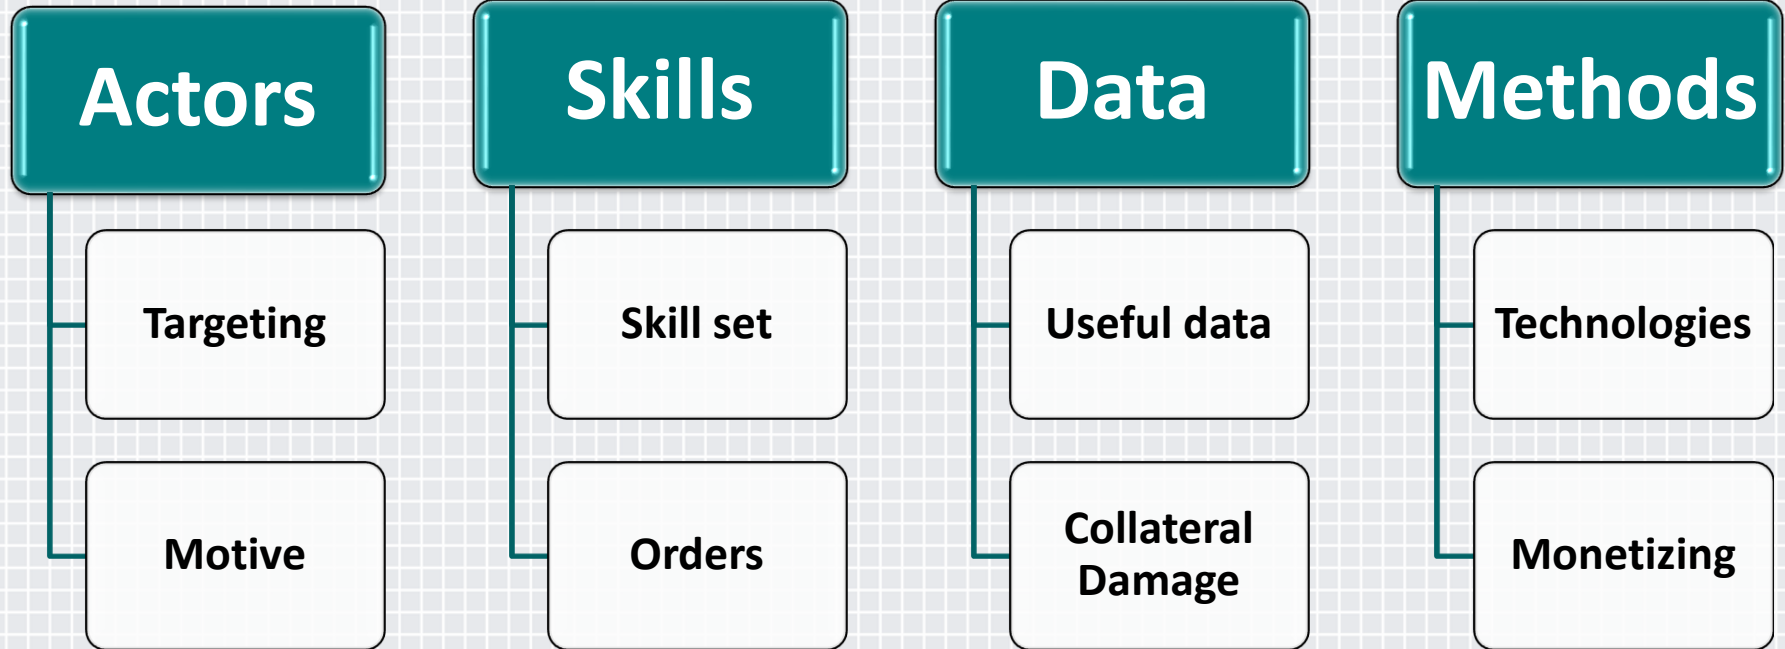 Actors
Targeting
Motive
Skills
Skill set
Orders
Data
Useful data
Collateral
Damage
Methods
Technologies
Monetizing